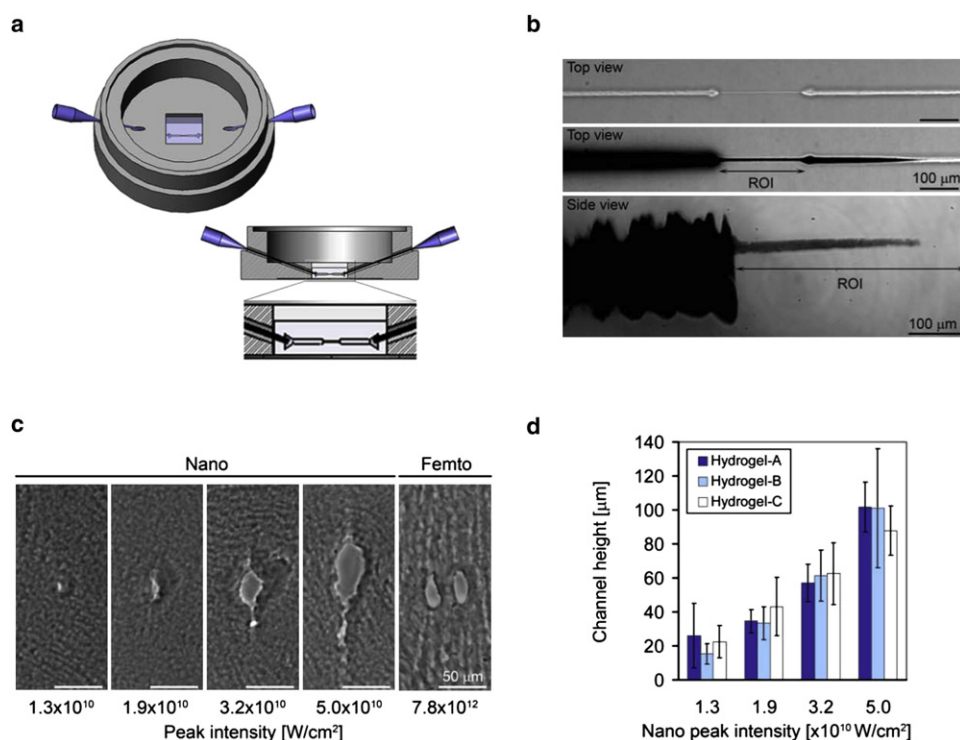 a
b
Top view
Top view
ROI
100 μm
Side view
ROI
100 μm
c
Nano
Femto
50 μm
1.3x10¹⁰
1.9x10¹⁰
3.2x10¹⁰
5.0x10¹⁰
7.8x10¹²
Peak intensity [W/cm²]
d
Channel height [μm]
140
120
100
80
60
40
20
0
Hydrogel-A
Hydrogel-B
Hydrogel-C
1.3
1.9
3.2
5.0
Nano peak intensity [x10¹⁰ W/cm²]